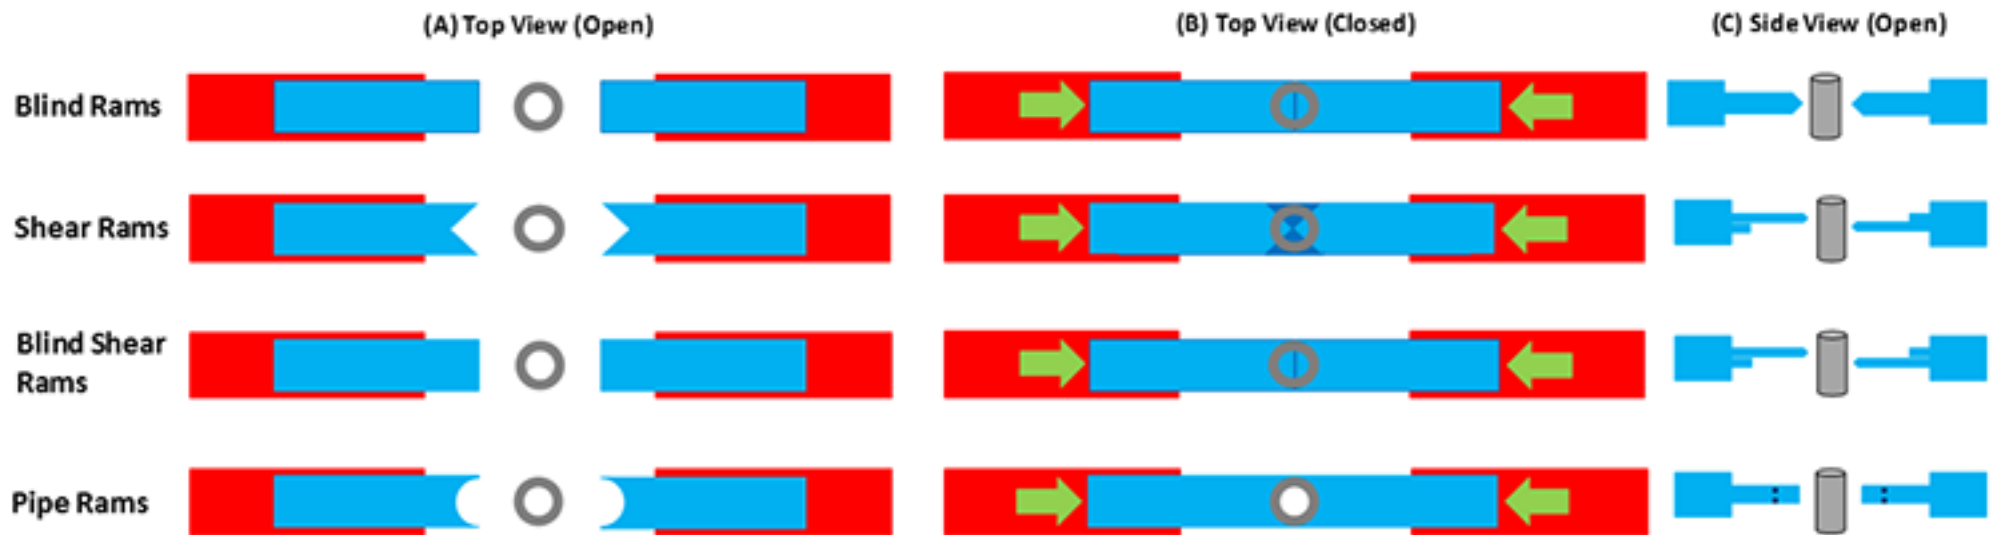 (A) Top View (Open)
(B) Top View (Closed)
(C) Side View (Open)
Blind Rams
Shear Rams
Blind Shear
Rams
Pipe Rams